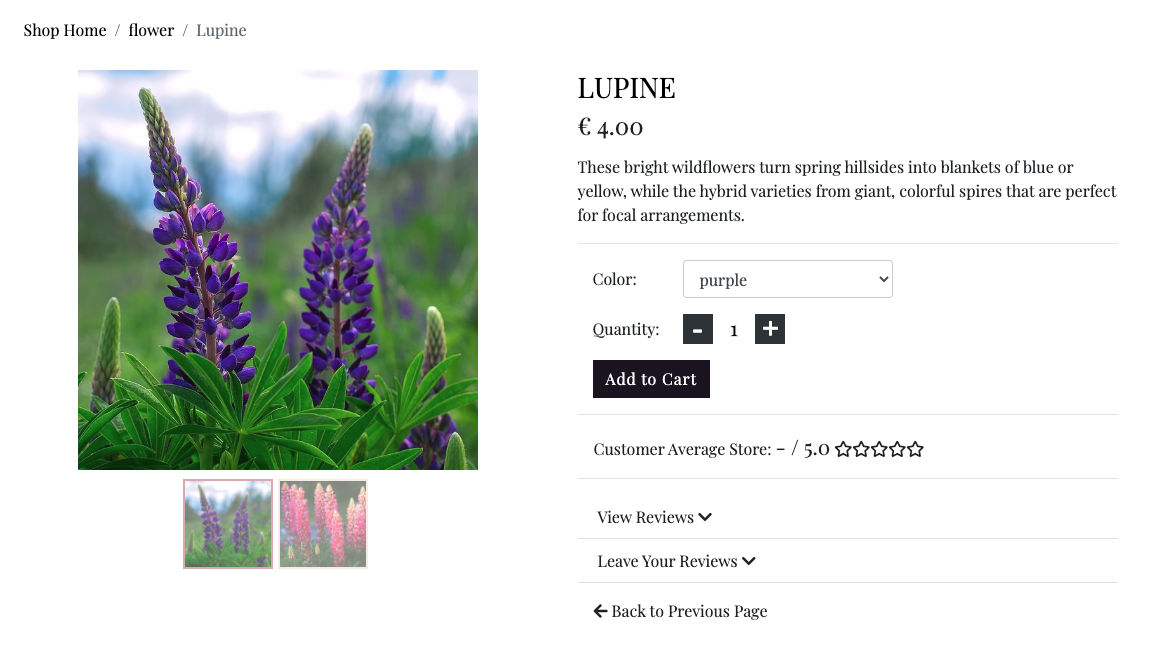 Shop Home / flower / Lupine
LUPINE
€ 4.00
These bright wildflowers turn spring hillsides into blankets of blue or
yellow, while the hybrid varieties from giant, colorful spires that are perfect
for focal arrangements.
Color: purple
Quantity: - 1 +
Add to Cart
Customer Average Store: - / 5.0
View Reviews
Leave Your Reviews
Back to Previous Page